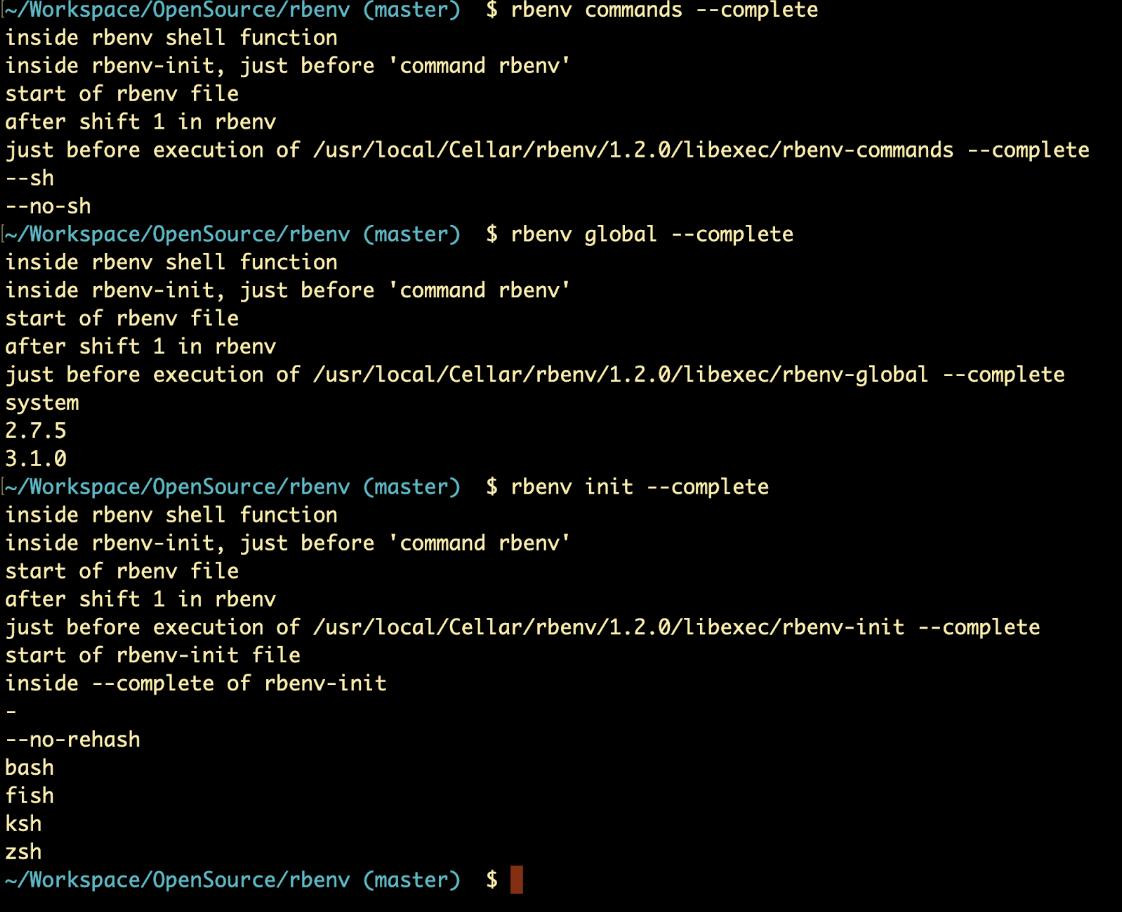 [~/Workspace/OpenSource/rbenv (master)  $ rbenv commands --complete
inside rbenv shell function
inside rbenv-init, just before 'command rbenv'
start of rbenv file
after shift 1 in rbenv
just before execution of /usr/local/Cellar/rbenv/1.2.0/libexec/rbenv-commands --complete
--sh
--no-sh
[~/Workspace/OpenSource/rbenv (master)  $ rbenv global --complete
inside rbenv shell function
inside rbenv-init, just before 'command rbenv'
start of rbenv file
after shift 1 in rbenv
just before execution of /usr/local/Cellar/rbenv/1.2.0/libexec/rbenv-global --complete
system
2.7.5
3.1.0
[~/Workspace/OpenSource/rbenv (master)  $ rbenv init --complete
inside rbenv shell function
inside rbenv-init, just before 'command rbenv'
start of rbenv file
after shift 1 in rbenv
just before execution of /usr/local/Cellar/rbenv/1.2.0/libexec/rbenv-init --complete
start of rbenv-init file
inside --complete of rbenv-init
-
--no-rehash
bash
fish
ksh
zsh
~/Workspace/OpenSource/rbenv (master)  $